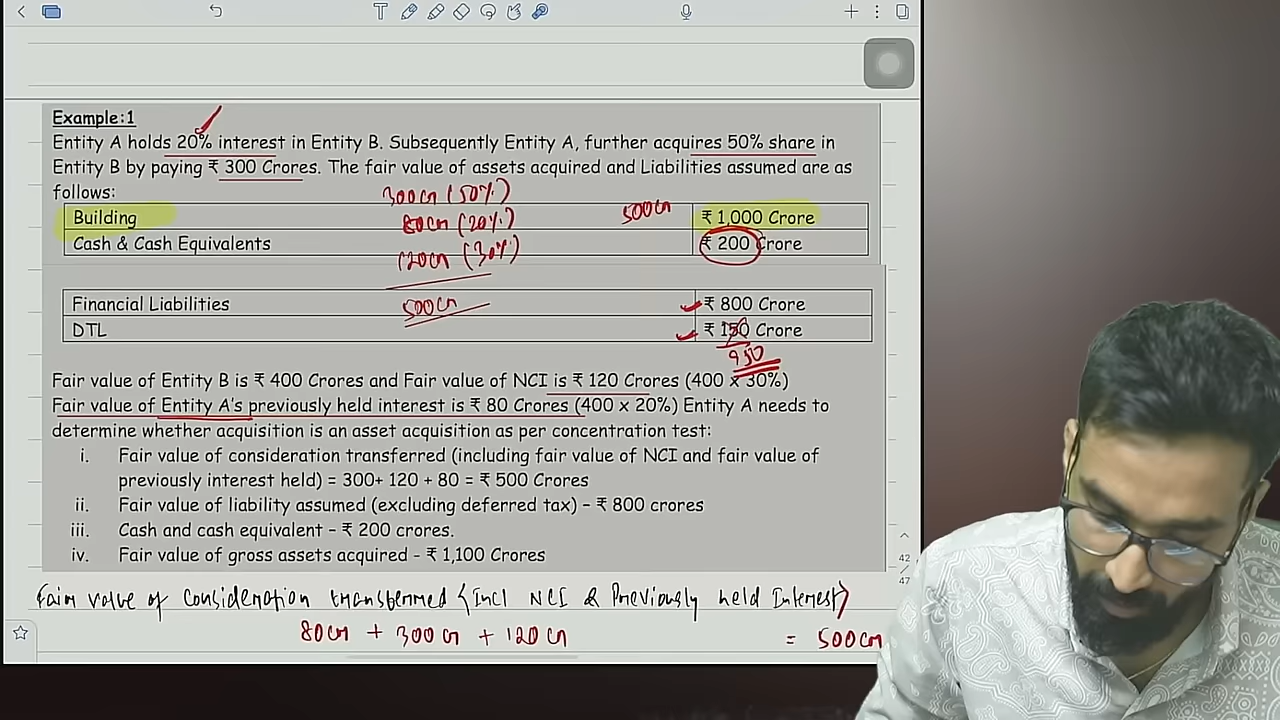 Example:1
Entity A holds 20% interest in Entity B. Subsequently Entity A, further acquires 50% share in
Entity B by paying ₹ 300 Crores. The fair value of assets acquired and Liabilities assumed are as
follows:
300cr (50%)
Building 80cr (20%) 500cr ₹ 1,000 Crore
Cash & Cash Equivalents ₹ 200 Crore
120cr (30%)
500cr
Financial Liabilities ₹ 800 Crore
DTL ₹ 150 Crore
950
Fair value of Entity B is ₹ 400 Crores and Fair value of NCI is ₹ 120 Crores (400 x 30%)
Fair value of Entity A's previously held interest is ₹ 80 Crores (400 x 20%) Entity A needs to
determine whether acquisition is an asset acquisition as per concentration test:
i. Fair value of consideration transferred (including fair value of NCI and fair value of
previously interest held) = 300+ 120 + 80 = ₹ 500 Crores
ii. Fair value of liability assumed (excluding deferred tax) – ₹ 800 crores
iii. Cash and cash equivalent – ₹ 200 crores.
iv. Fair value of gross assets acquired - ₹ 1,100 Crores
42
47
Fair value of consideration transferred {Incl NCI & Previously held Interest}
80cr + 300cr + 120cr = 500cr